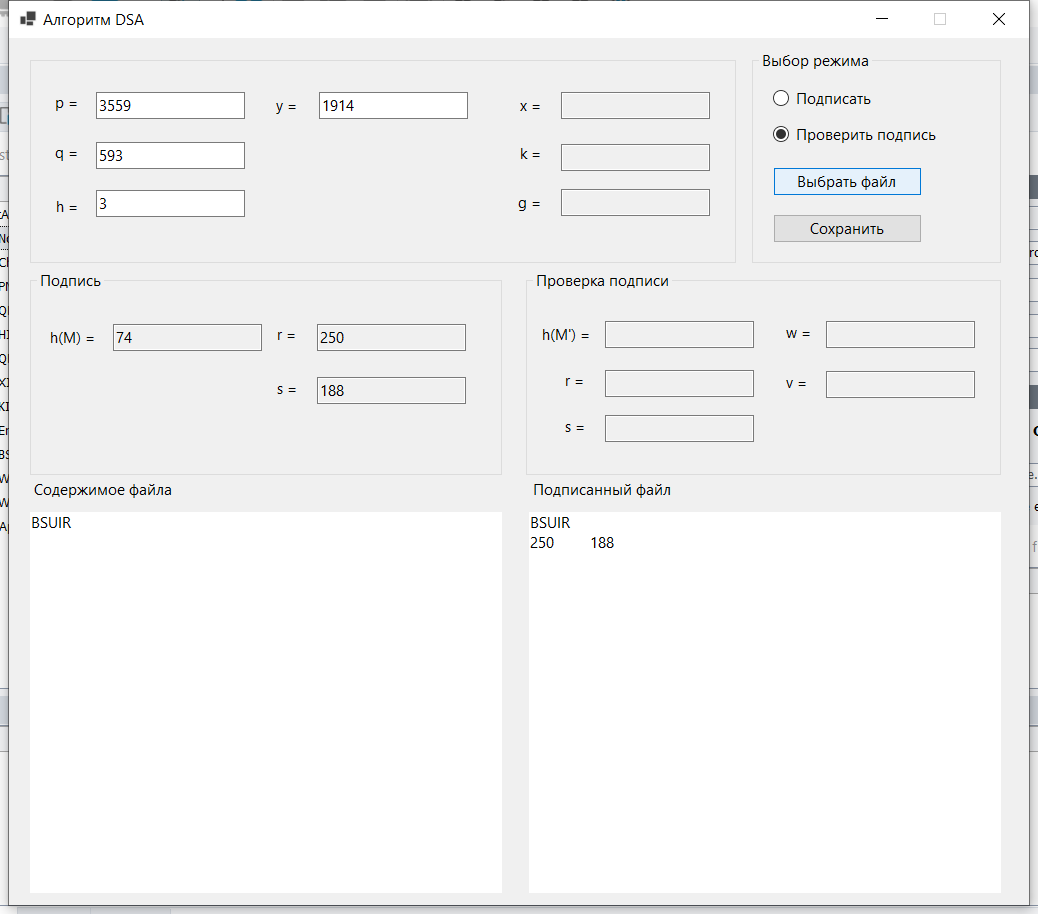 Алгоритм DSA
p = 3559
y = 1914
x =
q = 593
k =
h = 3
g =
Выбор режима
Подписать
Проверить подпись
Выбрать файл
Сохранить
Подпись
h(M) = 74
r = 250
s = 188
Проверка подписи
h(M') =
w =
r =
v =
s =
Содержимое файла
BSUIR
Подписанный файл
BSUIR
250 188